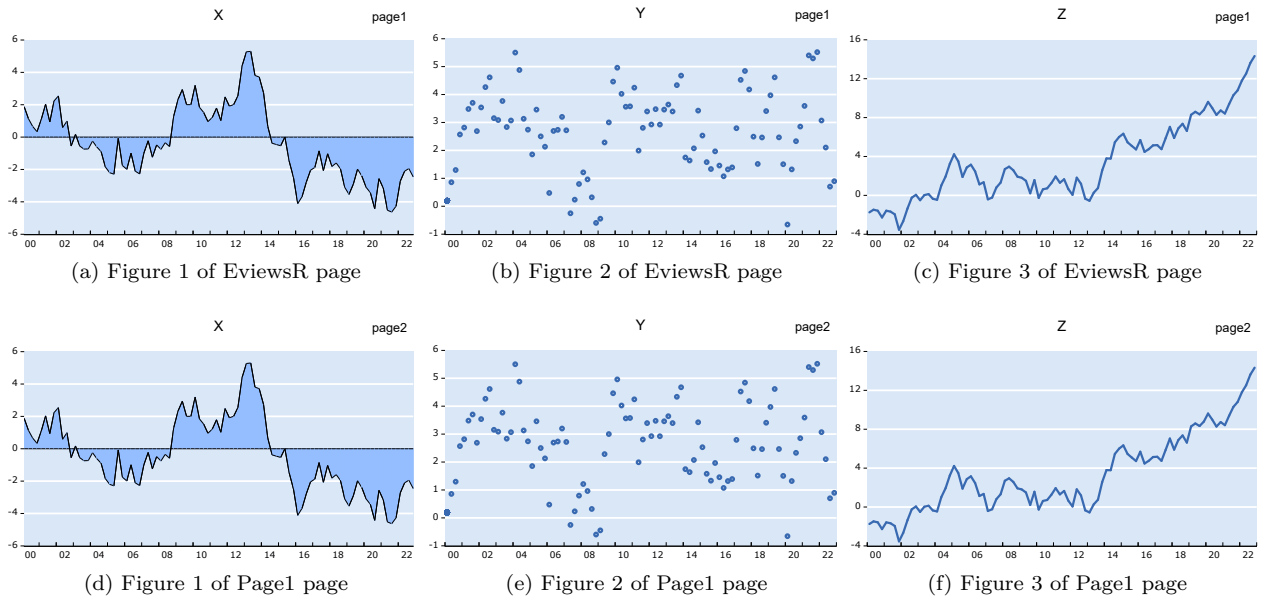 X page1
6
4
2
0
-2
-4
-6
00 02 04 06 08 10 12 14 16 18 20 22
(a) Figure 1 of EviewsR page
Y page1
6
5
4
3
2
1
0
-1
00 02 04 06 08 10 12 14 16 18 20 22
(b) Figure 2 of EviewsR page
Z page1
16
12
8
4
0
-4
00 02 04 06 08 10 12 14 16 18 20 22
(c) Figure 3 of EviewsR page
X page2
6
4
2
0
-2
-4
-6
00 02 04 06 08 10 12 14 16 18 20 22
(d) Figure 1 of Page1 page
Y page2
6
5
4
3
2
1
0
-1
00 02 04 06 08 10 12 14 16 18 20 22
(e) Figure 2 of Page1 page
Z page2
16
12
8
4
0
-4
00 02 04 06 08 10 12 14 16 18 20 22
(f) Figure 3 of Page1 page